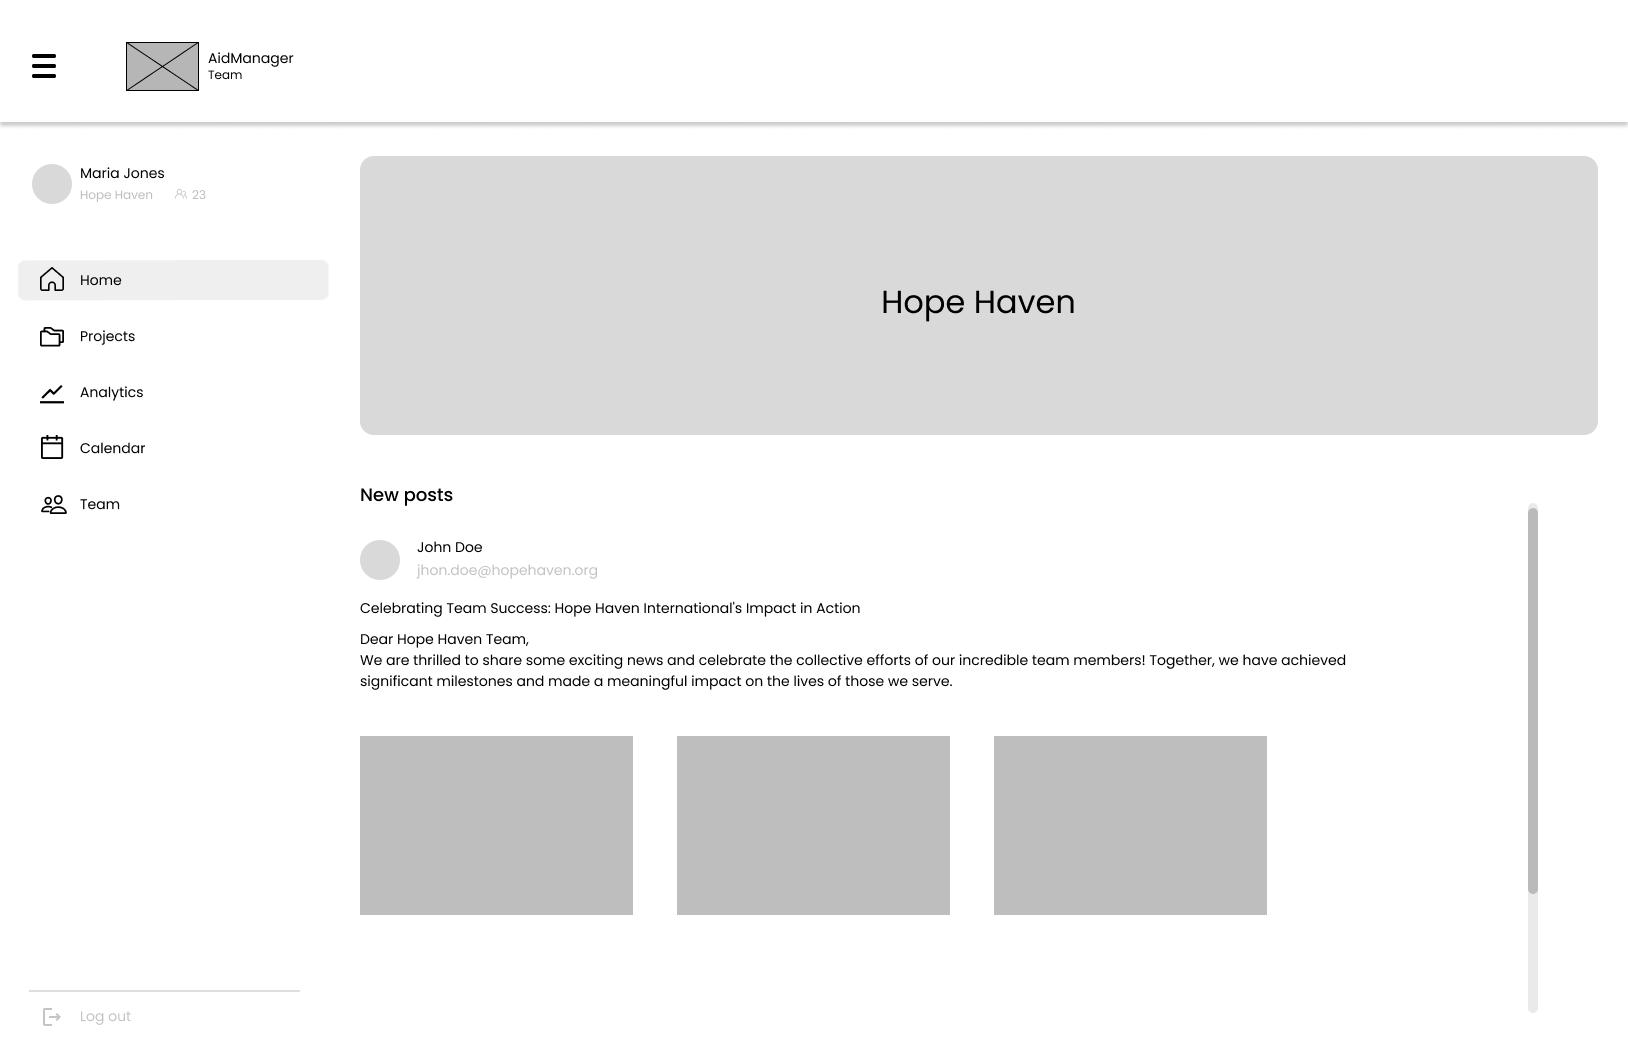 AidManager
Team
Maria Jones
Hope Haven 23
Home
Projects
Analytics
Calendar
Team
Log out
Hope Haven
New posts
John Doe
jhon.doe@hopehaven.org
Celebrating Team Success: Hope Haven International's Impact in Action
Dear Hope Haven Team,
We are thrilled to share some exciting news and celebrate the collective efforts of our incredible team members! Together, we have achieved
significant milestones and made a meaningful impact on the lives of those we serve.